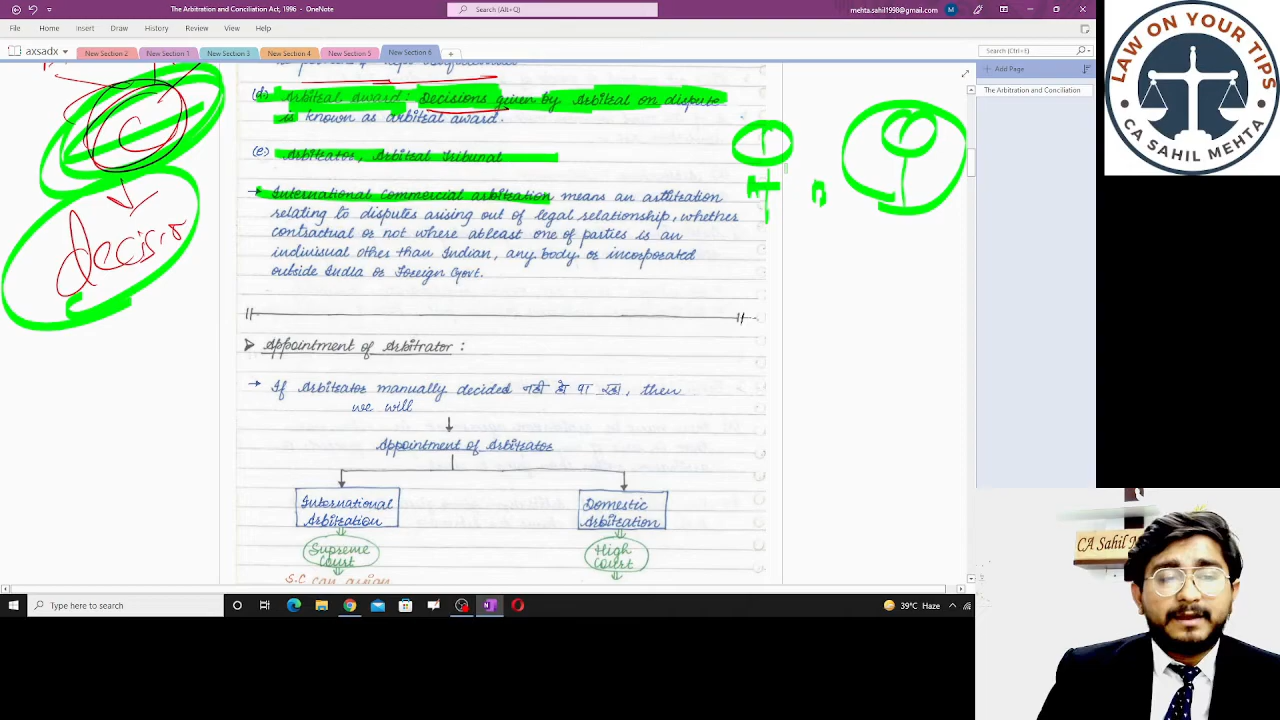 The Arbitration and Conciliation Act, 1996 - OneNote
Search (Alt+Q)
mehta.sahil1998@gmail.com M
File Home Insert Draw History Review View Help Class Notebook
axsadx New Section 2 New Section 1 New Section 3 New Section 4 New Section 5 New Section 6
Search (Ctrl+E)
Add Page
The Arbitration and Conciliation
(d) Arbitral Award: Decisions given by Arbitral on dispute
is known as arbitral award.
(e) Arbitrator, Arbitral Tribunal
→ International commercial arbitration means an arbitration
relating to disputes arising out of legal relationship, whether
contractual or not where atleast one of parties is an
individual other than Indian, any body or incorporated
outside India or Foreign Govt.
Appointment of Arbitrator :
→ If Arbitrator manually decided नही हो पा रहा, then
we will
Appointment of Arbitrator
International
Arbitration
Domestic
Arbitration
Supreme
Court
High
Court
S.C can assign
decision
LAW ON YOUR TIPS
CA SAHIL MEHTA
CA Sahil M
Type here to search
39°C Haze